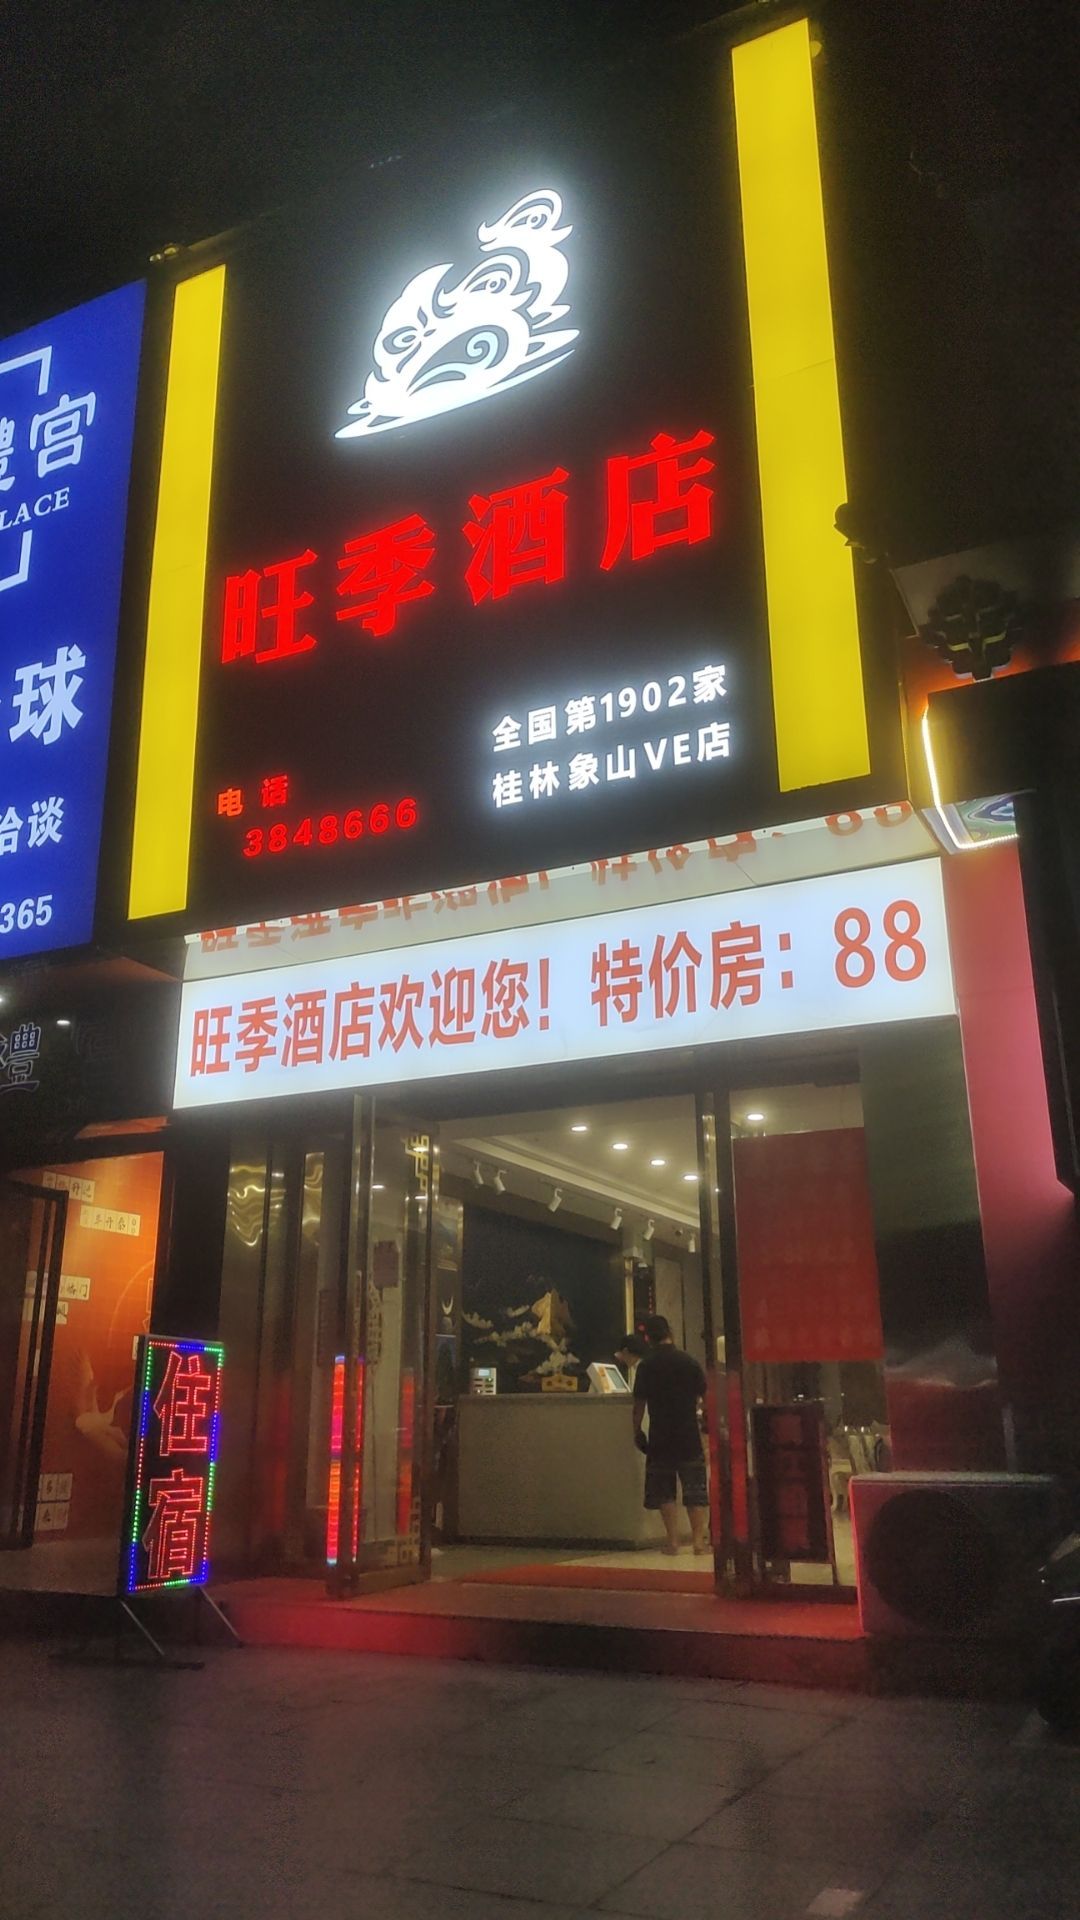 宫
LACE
球
洽谈
365
旺季酒店
全国第1902家
桂林象山VE店
电话
3848666
旺季酒店欢迎您！特价房：88
禮
住宿